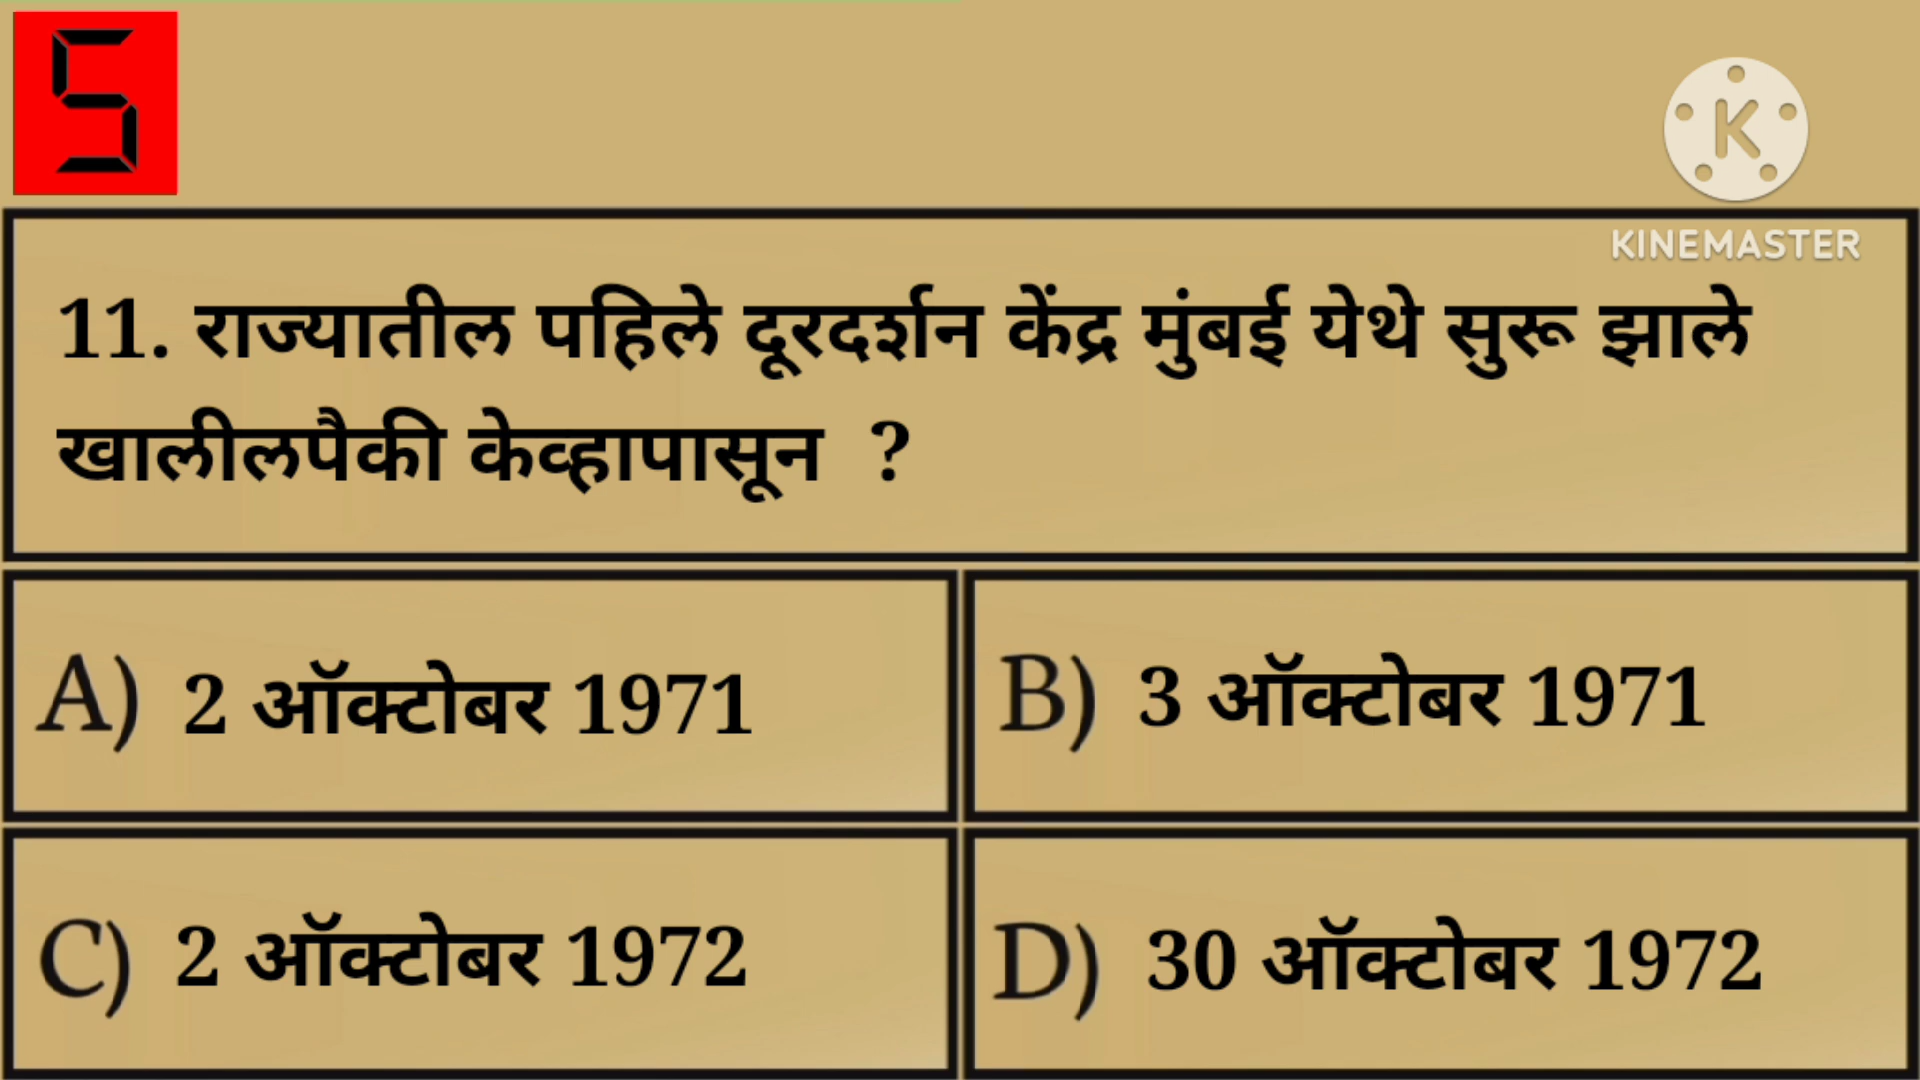 5
K
KINEMASTER
11. राज्यातील पहिले दूरदर्शन केंद्र मुंबई येथे सुरू झाले
खालीलपैकी केव्हापासून ?
A) 2 ऑक्टोबर 1971
B) 3 ऑक्टोबर 1971
C) 2 ऑक्टोबर 1972
D) 30 ऑक्टोबर 1972